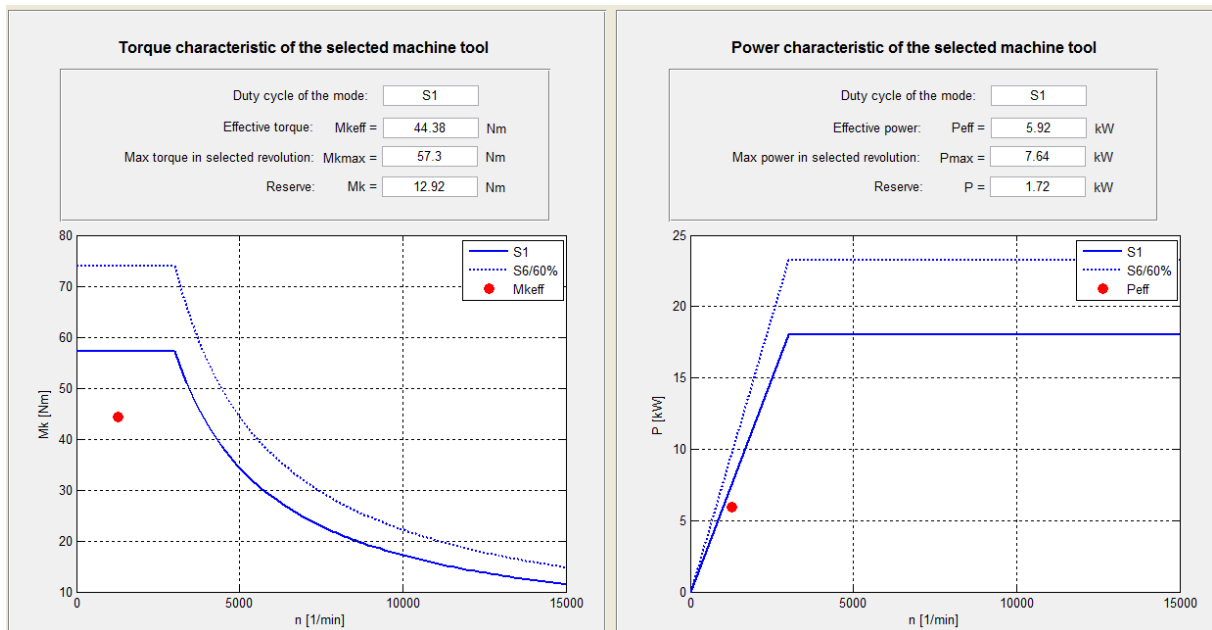 Torque characteristic of the selected machine tool
Duty cycle of the mode: S1
Effective torque: Mkeff = 44.38 Nm
Max torque in selected revolution: Mkmax = 57.3 Nm
Reserve: Mk = 12.92 Nm
80
70
60
50
40
30
20
10
Mk [Nm]
S1
S6/60%
Mkeff
0 5000 10000 15000
n [1/min]
Power characteristic of the selected machine tool
Duty cycle of the mode: S1
Effective power: Peff = 5.92 kW
Max power in selected revolution: Pmax = 7.64 kW
Reserve: P = 1.72 kW
25
20
15
10
5
0
P [kW]
S1
S6/60%
Peff
0 5000 10000 15000
n [1/min]